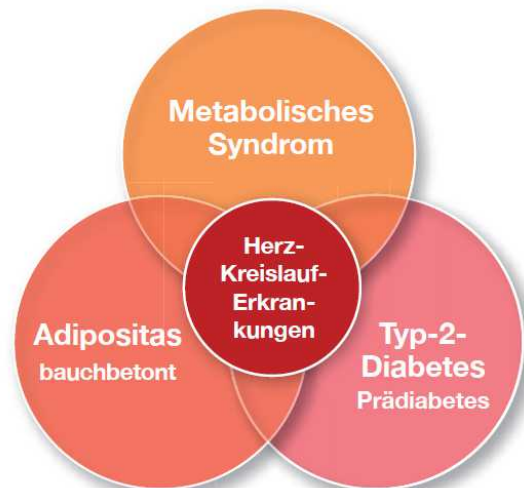 Metabolisches
Syndrom
Herz-
Kreislauf-
Erkran-
kungen
Adipositas
bauchbetont
Typ-2-
Diabetes
Prädiabetes